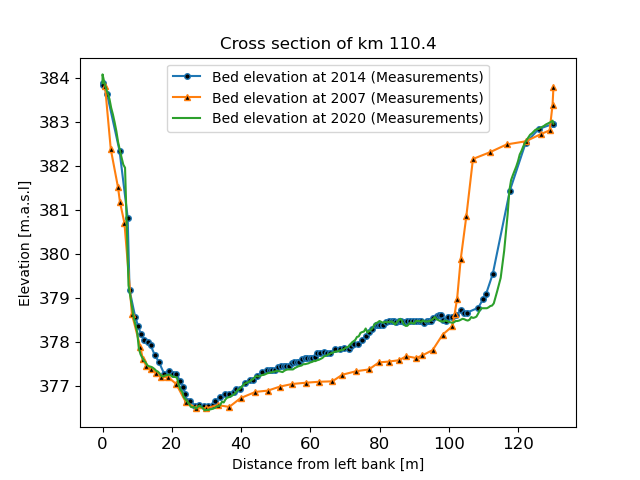 Cross section of km 110.4
Bed elevation at 2014 (Measurements)
Bed elevation at 2007 (Measurements)
Bed elevation at 2020 (Measurements)
Elevation [m.a.s.l]
384
383
382
381
380
379
378
377
0 20 40 60 80 100 120
Distance from left bank [m]